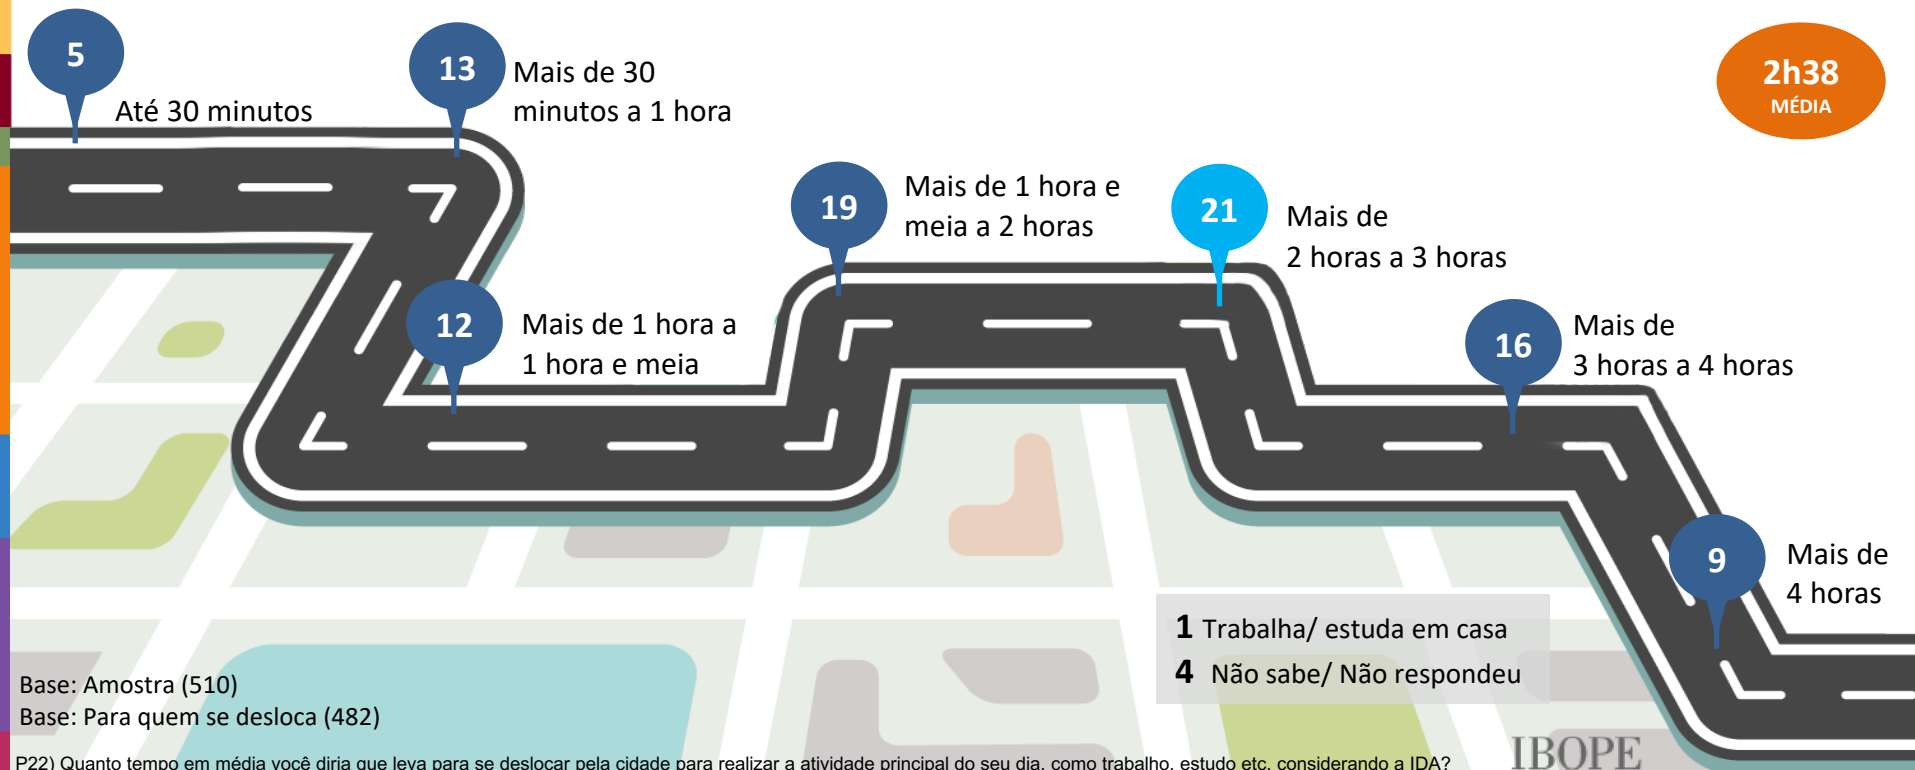 5
Até 30 minutos
13
Mais de 30
minutos a 1 hora
2h38
MÉDIA
12
Mais de 1 hora a
1 hora e meia
19
Mais de 1 hora e
meia a 2 horas
21
Mais de
2 horas a 3 horas
16
Mais de
3 horas a 4 horas
9
Mais de
4 horas
1 Trabalha/ estuda em casa
4 Não sabe/ Não respondeu
Base: Amostra (510)
Base: Para quem se desloca (482)
IBOPE
P22) Quanto tempo em média você diria que leva para se deslocar pela cidade para realizar a atividade principal do seu dia, como trabalho, estudo etc, considerando a IDA?